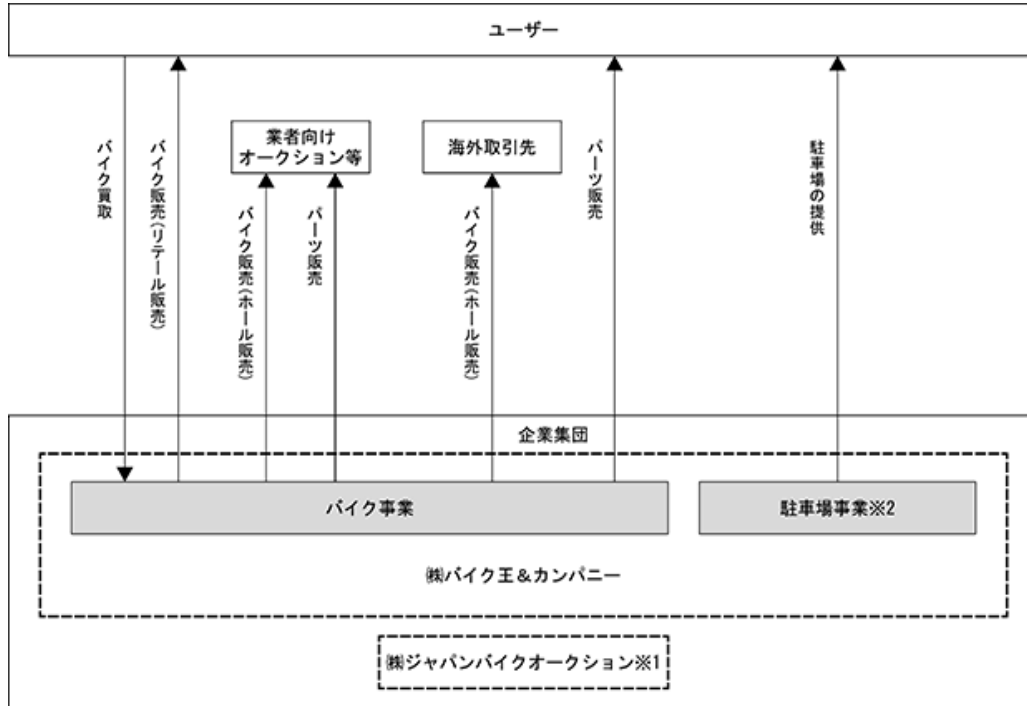 ユーザー
バイク買取
バイク販売(リテール販売)
業者向け
オークション等
バイク販売(ホール販売)
パーツ販売
海外取引先
バイク販売(ホール販売)
パーツ販売
駐車場の提供
企業集団
バイク事業
駐車場事業※2
㈱バイク王&カンパニー
㈱ジャパンバイクオークション※1